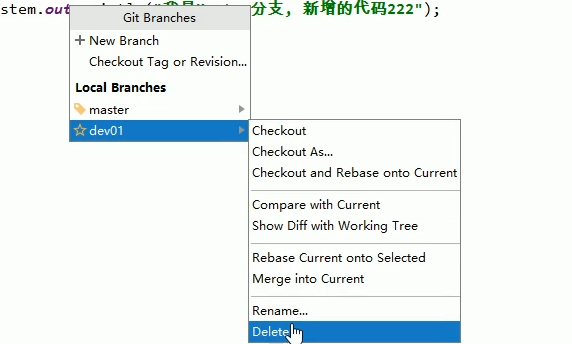 stem.out 分支, 新增的代码222");
Git Branches
New Branch
Checkout Tag or Revision...
Local Branches
master
dev01
Checkout
Checkout As...
Checkout and Rebase onto Current
Compare with Current
Show Diff with Working Tree
Rebase Current onto Selected
Merge into Current
Rename...
Delete